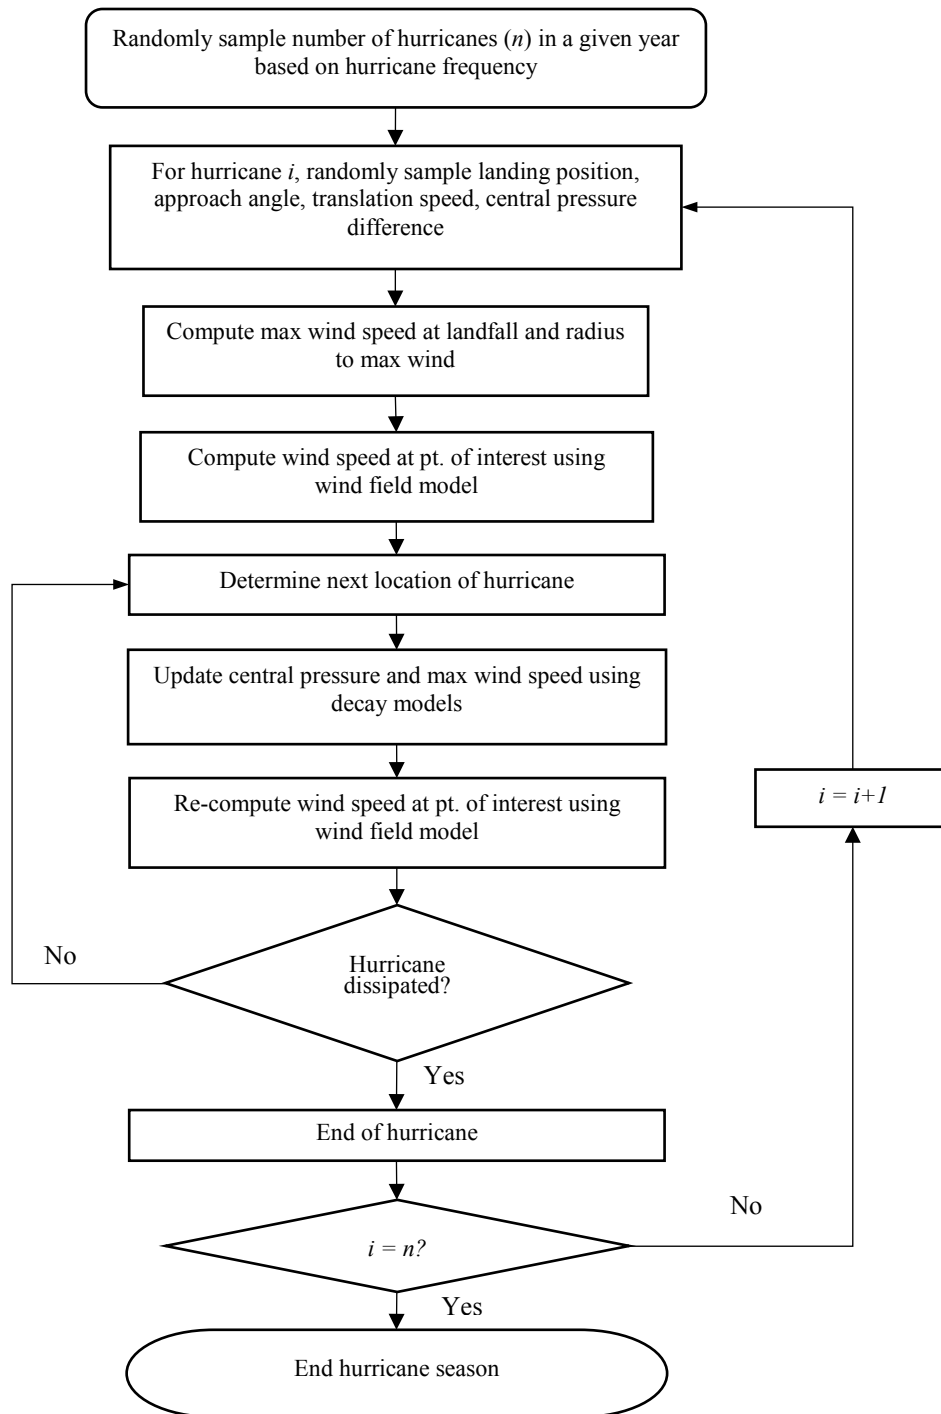 Randomly sample number of hurricanes (n) in a given year
based on hurricane frequency
For hurricane i, randomly sample landing position,
approach angle, translation speed, central pressure
difference
Compute max wind speed at landfall and radius
to max wind
Compute wind speed at pt. of interest using
wind field model
Determine next location of hurricane
Update central pressure and max wind speed using
decay models
Re-compute wind speed at pt. of interest using
wind field model
i = i+1
No
Hurricane
dissipated?
Yes
End of hurricane
No
i = n?
Yes
End hurricane season